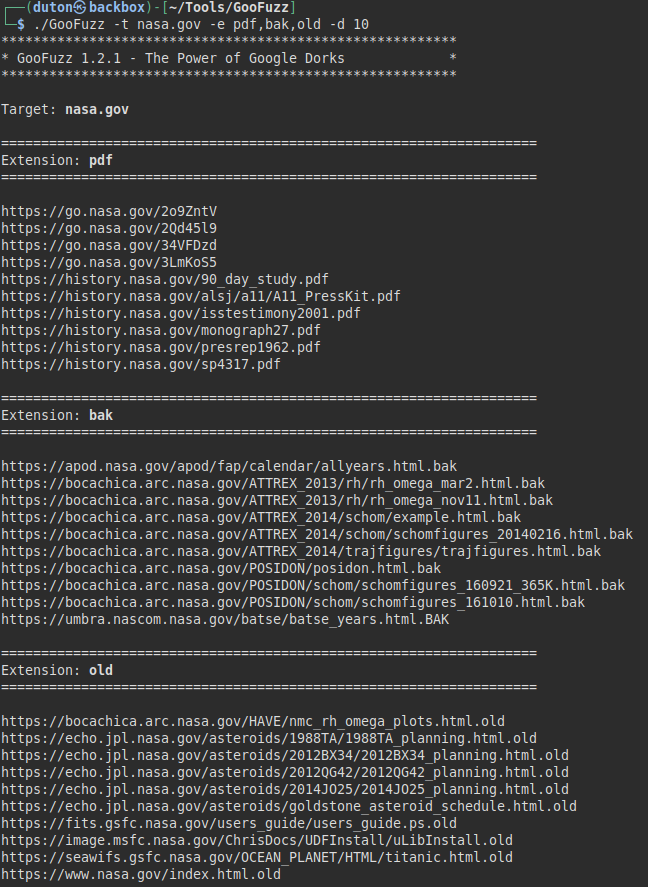 ┌──(duton㉿backbox)-[~/Tools/GooFuzz]
└─$ ./GooFuzz -t nasa.gov -e pdf,bak,old -d 10
*********************************************************
* GooFuzz 1.2.1 - The Power of Google Dorks             *
*********************************************************
Target: nasa.gov
===================================================================
Extension: pdf
===================================================================
https://go.nasa.gov/2o9ZntV
https://go.nasa.gov/2Qd45l9
https://go.nasa.gov/34VFDzd
https://go.nasa.gov/3LmKoS5
https://history.nasa.gov/90_day_study.pdf
https://history.nasa.gov/alsj/a11/A11_PressKit.pdf
https://history.nasa.gov/isstestimony2001.pdf
https://history.nasa.gov/monograph27.pdf
https://history.nasa.gov/presrep1962.pdf
https://history.nasa.gov/sp4317.pdf
===================================================================
Extension: bak
===================================================================
https://apod.nasa.gov/apod/fap/calendar/allyears.html.bak
https://bocachica.arc.nasa.gov/ATTREX_2013/rh/rh_omega_mar2.html.bak
https://bocachica.arc.nasa.gov/ATTREX_2013/rh/rh_omega_nov11.html.bak
https://bocachica.arc.nasa.gov/ATTREX_2014/schom/example.html.bak
https://bocachica.arc.nasa.gov/ATTREX_2014/schom/schomfigures_20140216.html.bak
https://bocachica.arc.nasa.gov/ATTREX_2014/trajfigures/trajfigures.html.bak
https://bocachica.arc.nasa.gov/POSIDON/posidon.html.bak
https://bocachica.arc.nasa.gov/POSIDON/schom/schomfigures_160921_365K.html.bak
https://bocachica.arc.nasa.gov/POSIDON/schom/schomfigures_161010.html.bak
https://umbra.nascom.nasa.gov/batse/batse_years.html.BAK
===================================================================
Extension: old
===================================================================
https://bocachica.arc.nasa.gov/HAVE/nmc_rh_omega_plots.html.old
https://echo.jpl.nasa.gov/asteroids/1988TA/1988TA_planning.html.old
https://echo.jpl.nasa.gov/asteroids/2012BX34/2012BX34_planning.html.old
https://echo.jpl.nasa.gov/asteroids/2012QG42/2012QG42_planning.html.old
https://echo.jpl.nasa.gov/asteroids/2014JO25/2014JO25_planning.html.old
https://echo.jpl.nasa.gov/asteroids/goldstone_asteroid_schedule.html.old
https://fits.gsfc.nasa.gov/users_guide/users_guide.ps.old
https://image.msfc.nasa.gov/ChrisDocs/UDFInstall/uLibInstall.old
https://seawifs.gsfc.nasa.gov/OCEAN_PLANET/HTML/titanic.html.old
https://www.nasa.gov/index.html.old